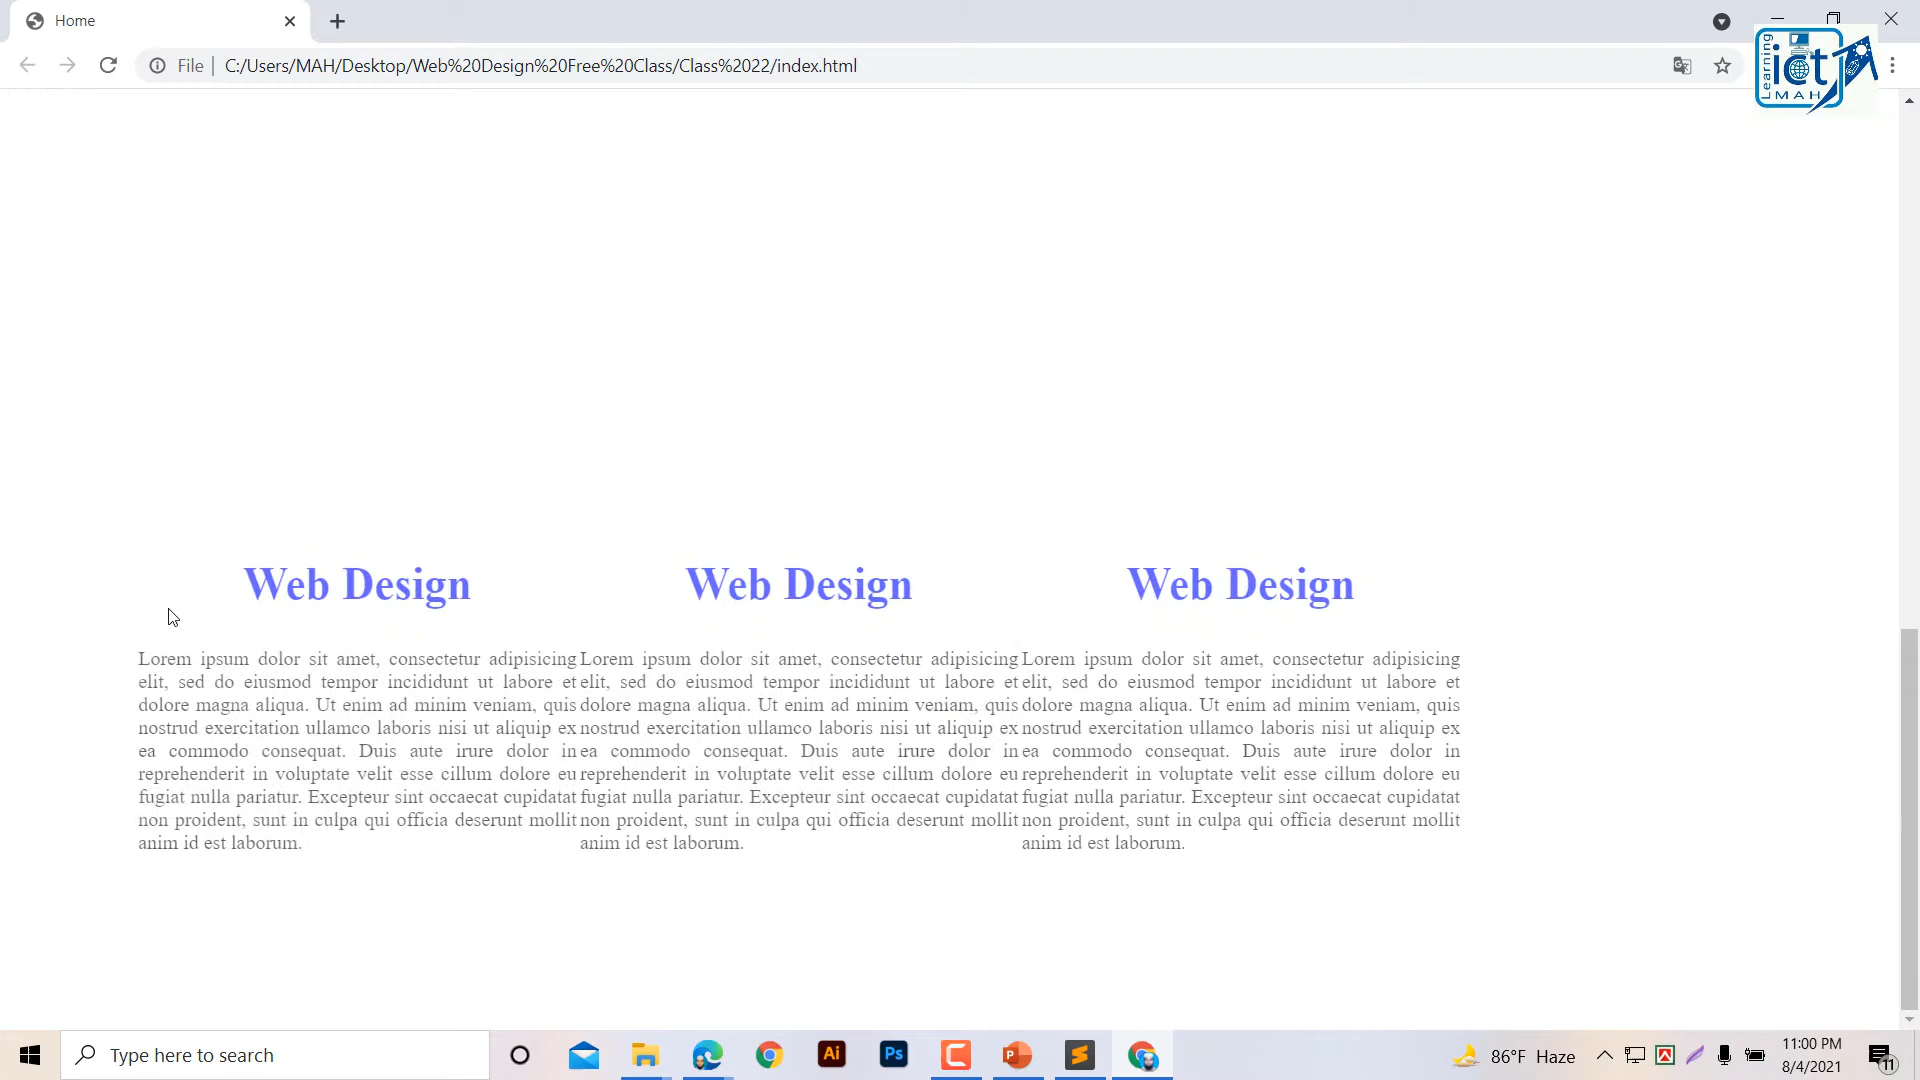 Home
File
C:/Users/MAH/Desktop/Web%20Design%20Free%20Class/Class%2022/index.html
Learning
ict
MAH
Web Design
Lorem ipsum dolor sit amet, consectetur adipisicing
elit, sed do eiusmod tempor incididunt ut labore et
dolore magna aliqua. Ut enim ad minim veniam, quis
nostrud exercitation ullamco laboris nisi ut aliquip ex
ea commodo consequat. Duis aute irure dolor in
reprehenderit in voluptate velit esse cillum dolore eu
fugiat nulla pariatur. Excepteur sint occaecat cupidatat
non proident, sunt in culpa qui officia deserunt mollit
anim id est laborum.
Web Design
Lorem ipsum dolor sit amet, consectetur adipisicing
elit, sed do eiusmod tempor incididunt ut labore et
dolore magna aliqua. Ut enim ad minim veniam, quis
nostrud exercitation ullamco laboris nisi ut aliquip ex
ea commodo consequat. Duis aute irure dolor in
reprehenderit in voluptate velit esse cillum dolore eu
fugiat nulla pariatur. Excepteur sint occaecat cupidatat
non proident, sunt in culpa qui officia deserunt mollit
anim id est laborum.
Web Design
Lorem ipsum dolor sit amet, consectetur adipisicing
elit, sed do eiusmod tempor incididunt ut labore et
dolore magna aliqua. Ut enim ad minim veniam, quis
nostrud exercitation ullamco laboris nisi ut aliquip ex
ea commodo consequat. Duis aute irure dolor in
reprehenderit in voluptate velit esse cillum dolore eu
fugiat nulla pariatur. Excepteur sint occaecat cupidatat
non proident, sunt in culpa qui officia deserunt mollit
anim id est laborum.
Type here to search
Ai
Ps
P
86°F Haze
11:00 PM
8/4/2021
11